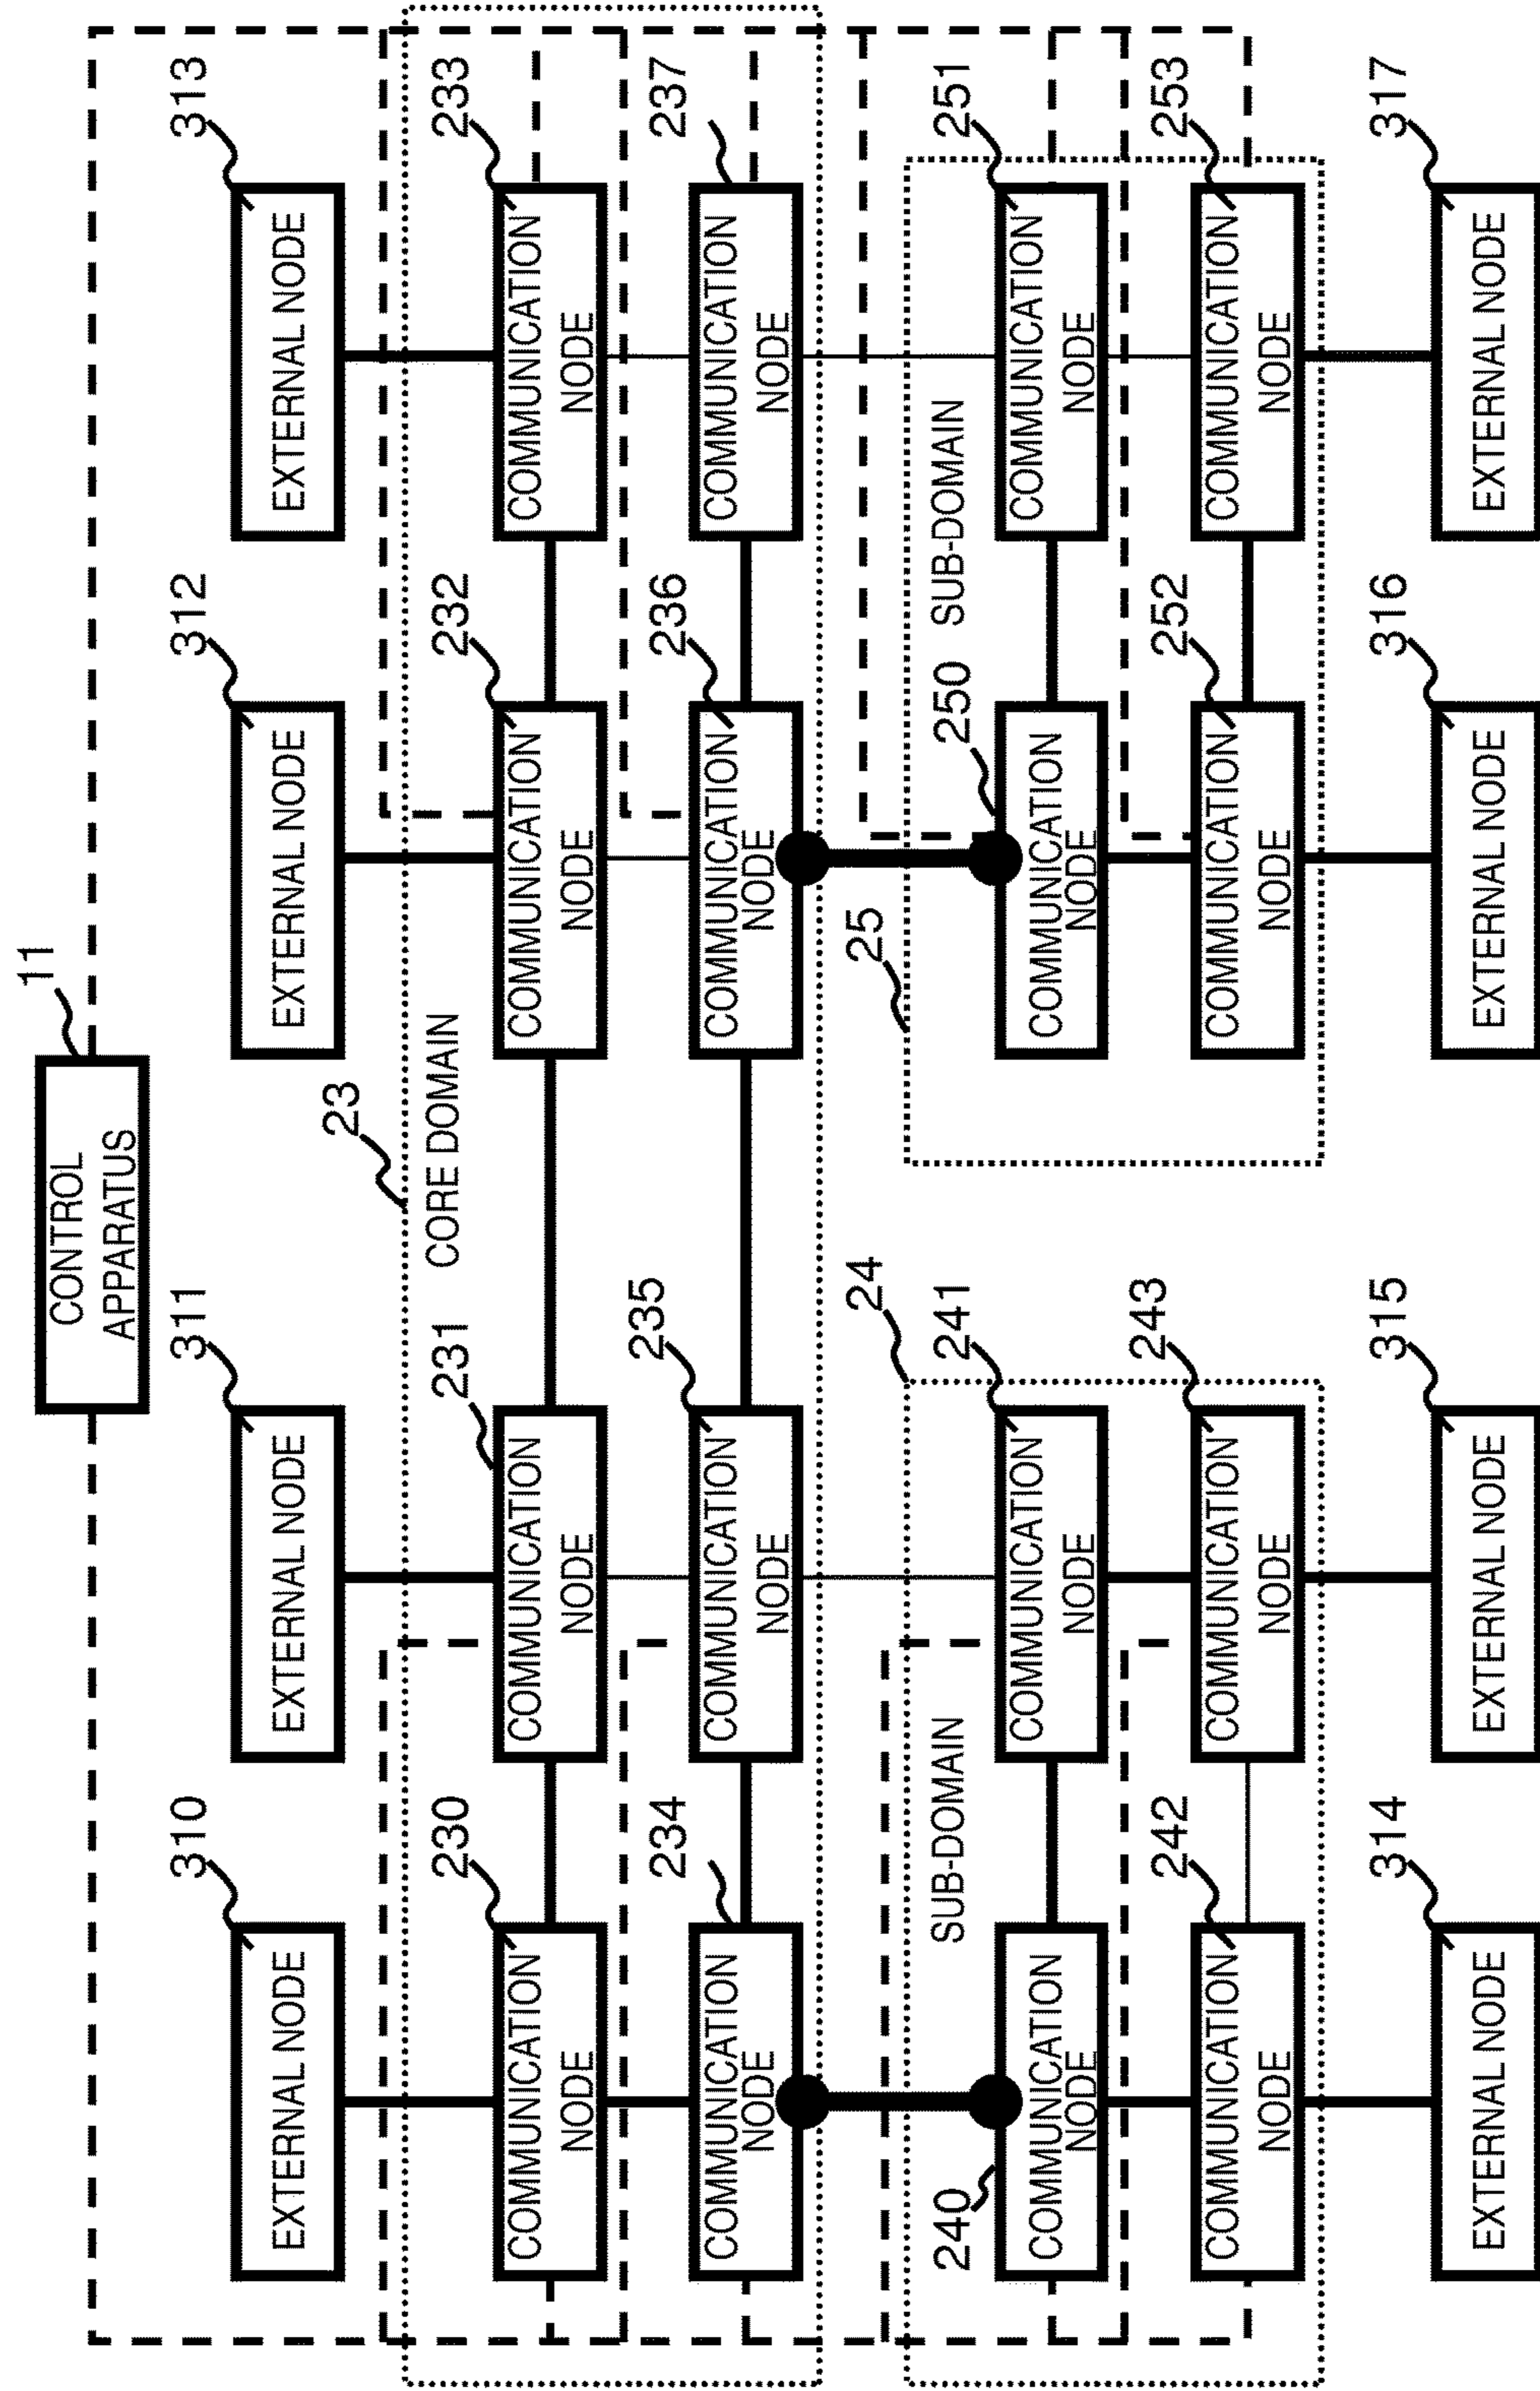 11
CONTROL
APPARATUS
310
311
312
313
EXTERNAL NODE
EXTERNAL NODE
EXTERNAL NODE
EXTERNAL NODE
23
CORE DOMAIN
230
231
232
233
COMMUNICATION
NODE
COMMUNICATION
NODE
COMMUNICATION
NODE
COMMUNICATION
NODE
234
235
236
237
COMMUNICATION
NODE
COMMUNICATION
NODE
COMMUNICATION
NODE
COMMUNICATION
NODE
24
25
240
SUB-DOMAIN
241
250
SUB-DOMAIN
251
COMMUNICATION
NODE
COMMUNICATION
NODE
COMMUNICATION
NODE
COMMUNICATION
NODE
242
243
252
253
COMMUNICATION
NODE
COMMUNICATION
NODE
COMMUNICATION
NODE
COMMUNICATION
NODE
314
315
316
317
EXTERNAL NODE
EXTERNAL NODE
EXTERNAL NODE
EXTERNAL NODE